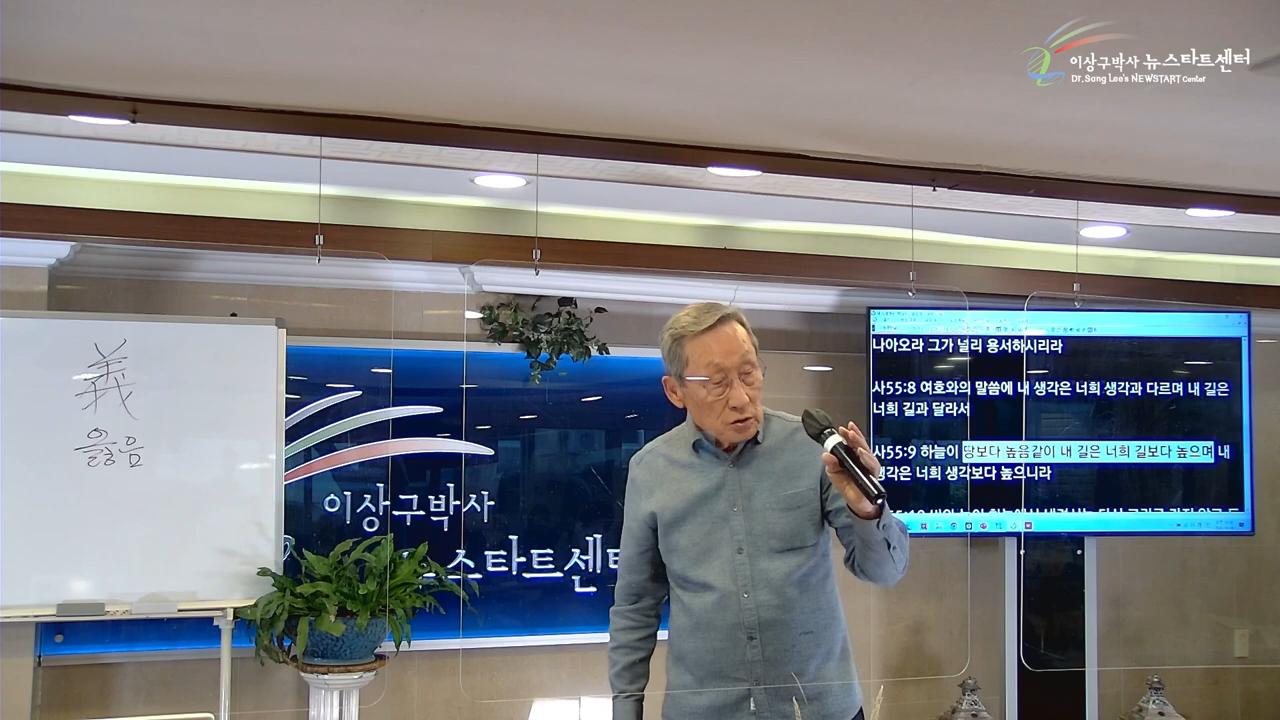 이상구박사 뉴스타트센터
Dr. Sang Lee's NEWSTART Center
義
옳음
이상구박사
스타트센터
나아오라 그가 널리 용서하시리라
사55:8 여호와의 말씀에 내 생각은 너희 생각과 다르며 내 길은
너희 길과 달라서
사55:9 하늘이 땅보다 높음같이 내 길은 너희 길보다 높으며 내
생각은 너희 생각보다 높으니라